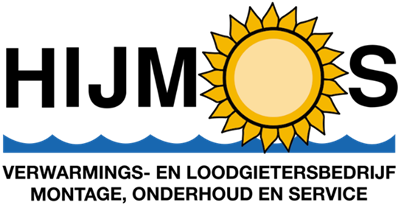 HIJMOS
VERWARMINGS- EN LOODGIETERSBEDRIJF
MONTAGE, ONDERHOUD EN SERVICE